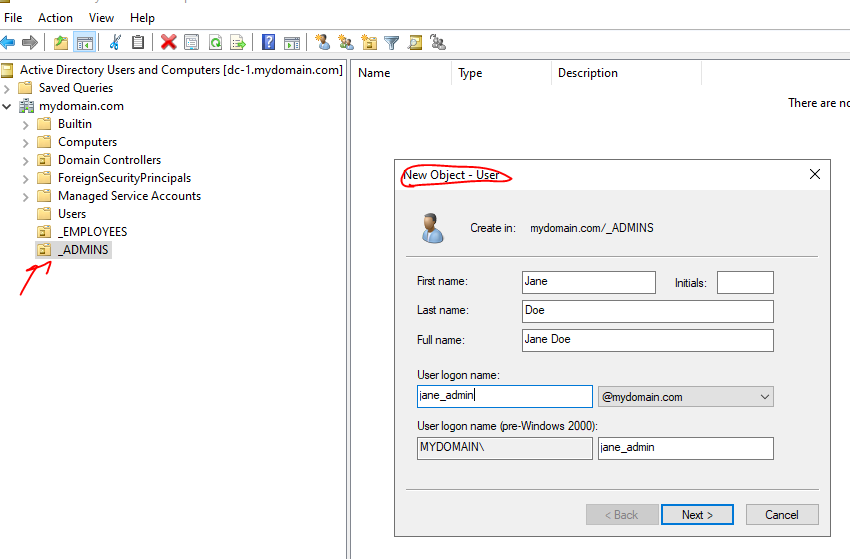 File Action View Help
Active Directory Users and Computers [dc-1.mydomain.com]
Saved Queries
mydomain.com
Builtin
Computers
Domain Controllers
ForeignSecurityPrincipals
Managed Service Accounts
Users
_EMPLOYEES
_ADMINS
Name Type Description
There are no
New Object - User
Create in: mydomain.com/_ADMINS
First name: Jane Initials:
Last name: Doe
Full name: Jane Doe
User logon name:
jane_admin @mydomain.com
User logon name (pre-Windows 2000):
MYDOMAIN\ jane_admin
< Back Next > Cancel